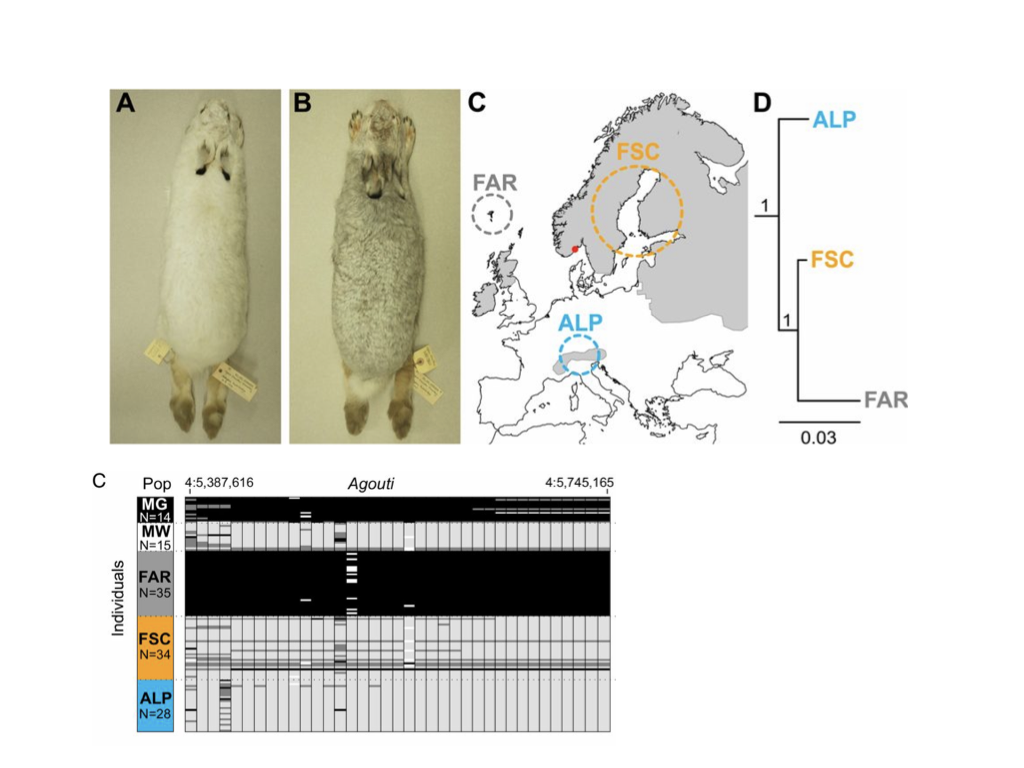 A
B
C
D
FAR
FSC
ALP
ALP
1
FSC
1
FAR
0.03
C
Pop
4:5,387,616
Agouti
4:5,745,165
Individuals
MG
N=14
MW
N=15
FAR
N=35
FSC
N=34
ALP
N=28